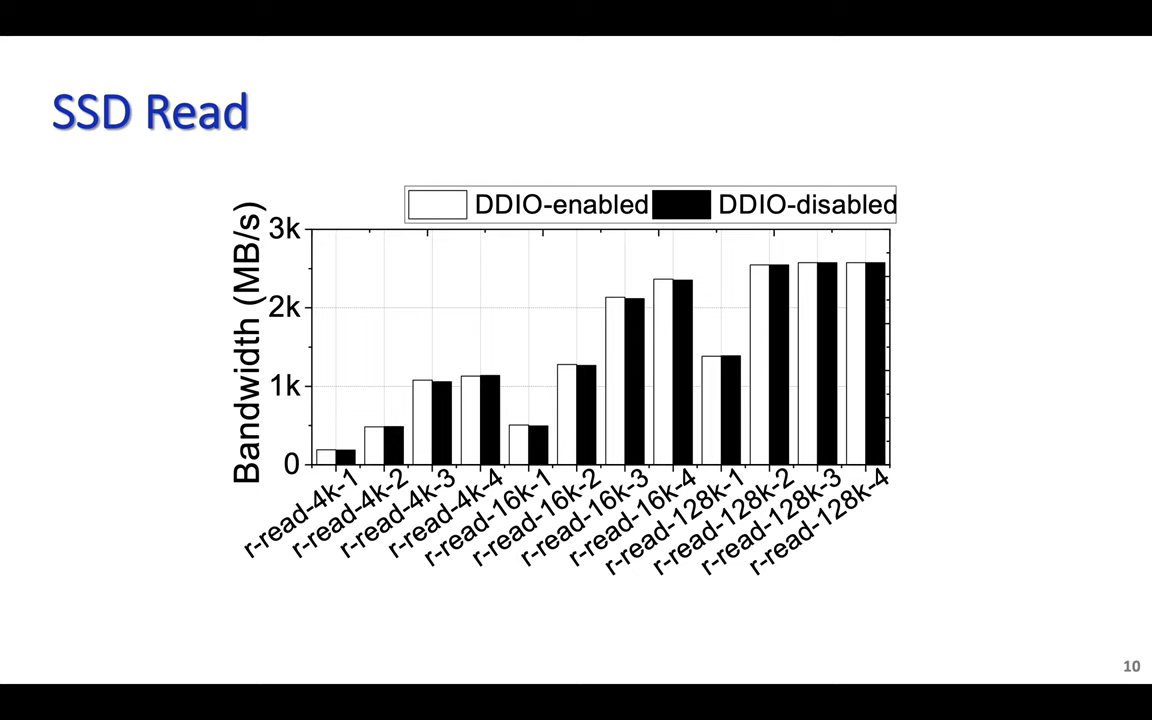 SSD Read
DDIO-enabled DDIO-disabled
Bandwidth (MB/s)
3k
2k
1k
0
r-read-4k-1
r-read-4k-2
r-read-4k-3
r-read-4k-4
r-read-16k-1
r-read-16k-2
r-read-16k-3
r-read-16k-4
r-read-128k-1
r-read-128k-2
r-read-128k-3
r-read-128k-4
10